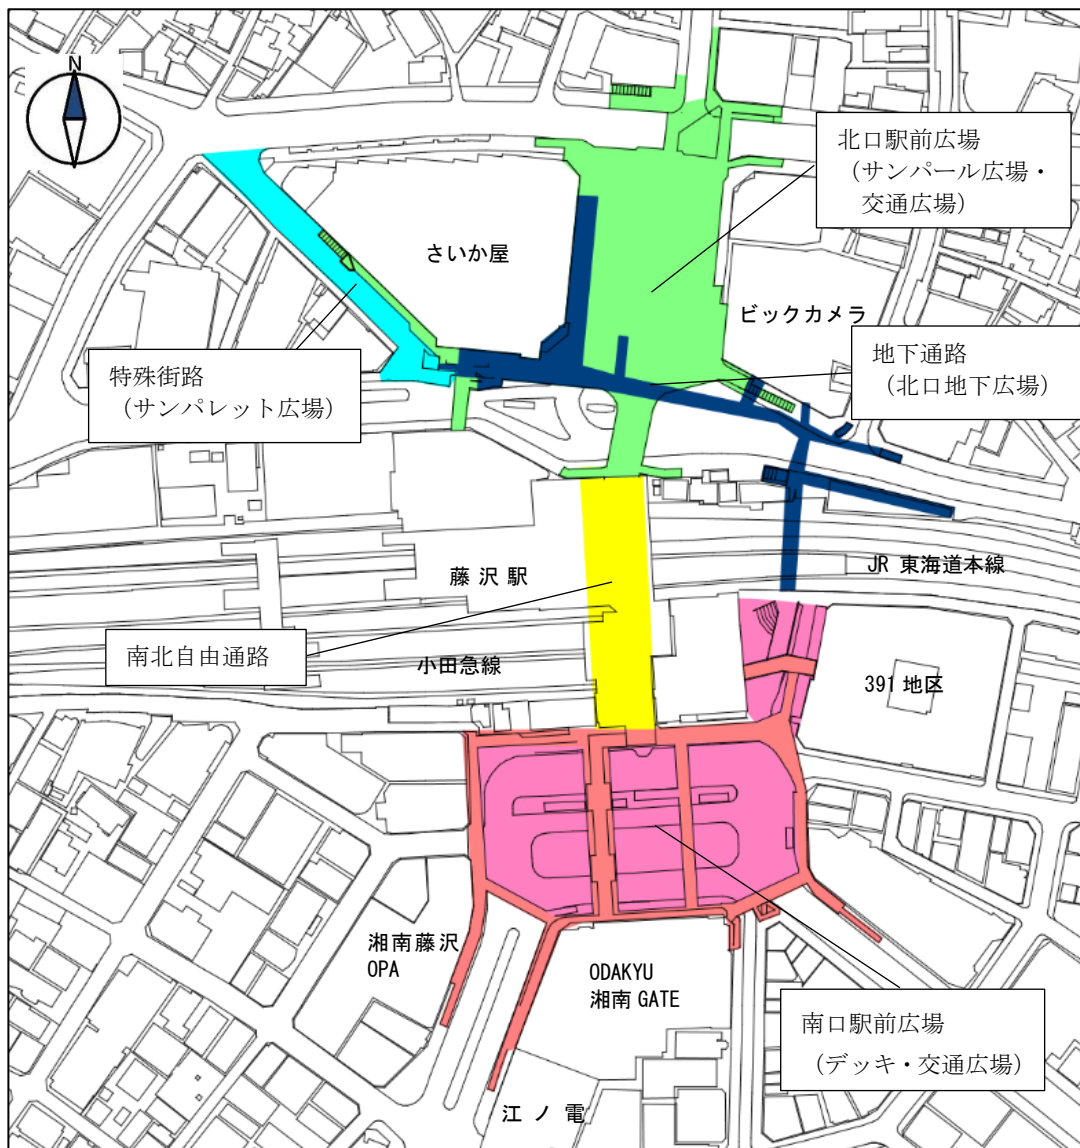 N
北口駅前広場
（サンパール広場・
交通広場）
さいか屋
ビックカメラ
地下通路
（北口地下広場）
特殊街路
（サンパレット広場）
藤沢駅
JR 東海道本線
南北自由通路
小田急線
391 地区
湘南藤沢
OPA
ODAKYU
湘南 GATE
南口駅前広場
（デッキ・交通広場）
江ノ電